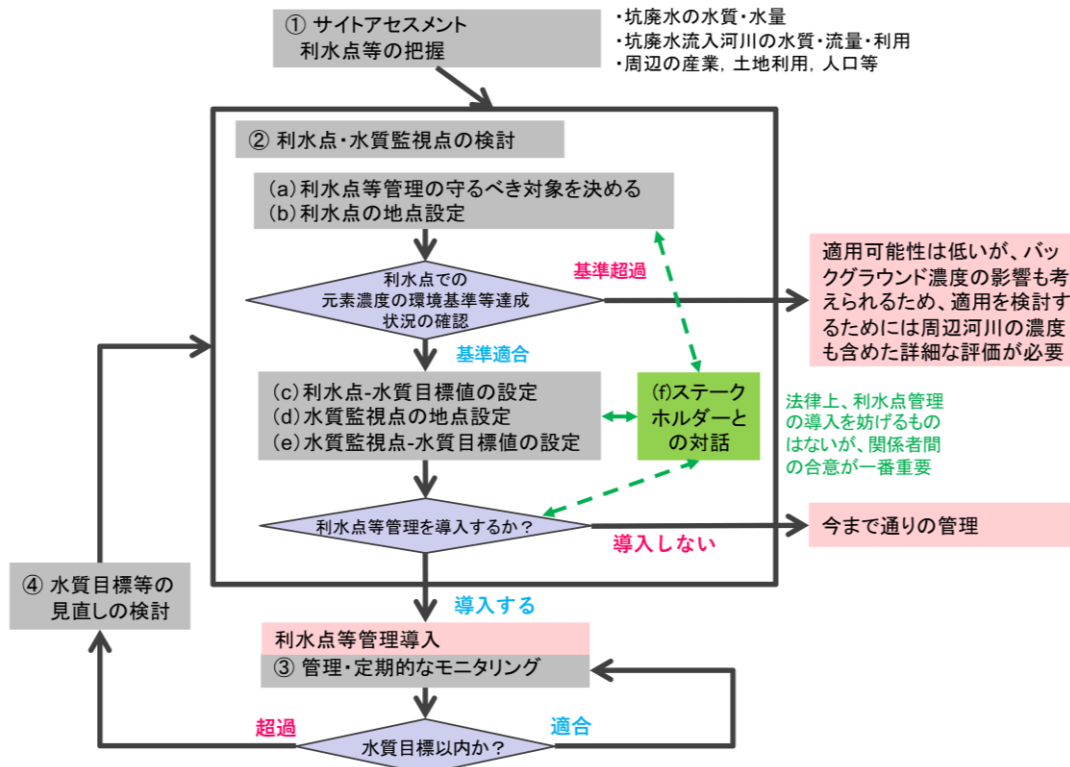 ① サイトアセスメント
利水点等の把握
・坑廃水の水質・水量
・坑廃水流入河川の水質・流量・利用
・周辺の産業, 土地利用, 人口等
② 利水点・水質監視点の検討
(a)利水点等管理の守るべき対象を決める
(b)利水点の地点設定
利水点での
元素濃度の環境基準等達成
状況の確認
基準超過
適用可能性は低いが、バッ
クグラウンド濃度の影響も考
えられるため、適用を検討す
るためには周辺河川の濃度
も含めた詳細な評価が必要
基準適合
(c)利水点-水質目標値の設定
(d)水質監視点の地点設定
(e)水質監視点-水質目標値の設定
(f)ステーク
ホルダーと
の対話
法律上、利水点管理
の導入を妨げるもの
はないが、関係者間
の合意が一番重要
利水点等管理を導入するか？
導入しない
今まで通りの管理
④ 水質目標等の
見直しの検討
導入する
利水点等管理導入
③ 管理・定期的なモニタリング
超過
水質目標以内か？
適合